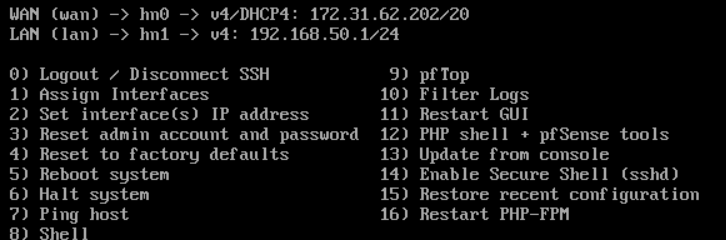 WAN (wan) -> hn0 -> v4/DHCP4: 172.31.62.202/20
LAN (lan) -> hn1 -> v4: 192.168.50.1/24
0) Logout / Disconnect SSH 9) pfTop
1) Assign Interfaces 10) Filter Logs
2) Set interface(s) IP address 11) Restart GUI
3) Reset admin account and password 12) PHP shell + pfSense tools
4) Reset to factory defaults 13) Update from console
5) Reboot system 14) Enable Secure Shell (sshd)
6) Halt system 15) Restore recent configuration
7) Ping host 16) Restart PHP-FPM
8) Shell